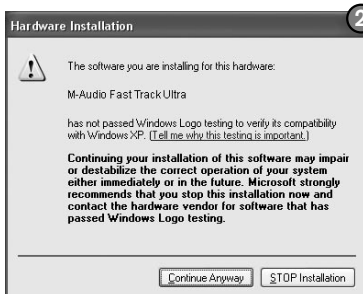 2
Hardware Installation
The software you are installing for this hardware:
M-Audio Fast Track Ultra
has not passed Windows Logo testing to verify its compatibility
with Windows XP. (Tell me why this testing is important.)
Continuing your installation of this software may impair
or destabilize the correct operation of your system
either immediately or in the future. Microsoft strongly
recommends that you stop this installation now and
contact the hardware vendor for software that has
passed Windows Logo testing.
Continue Anyway
STOP Installation